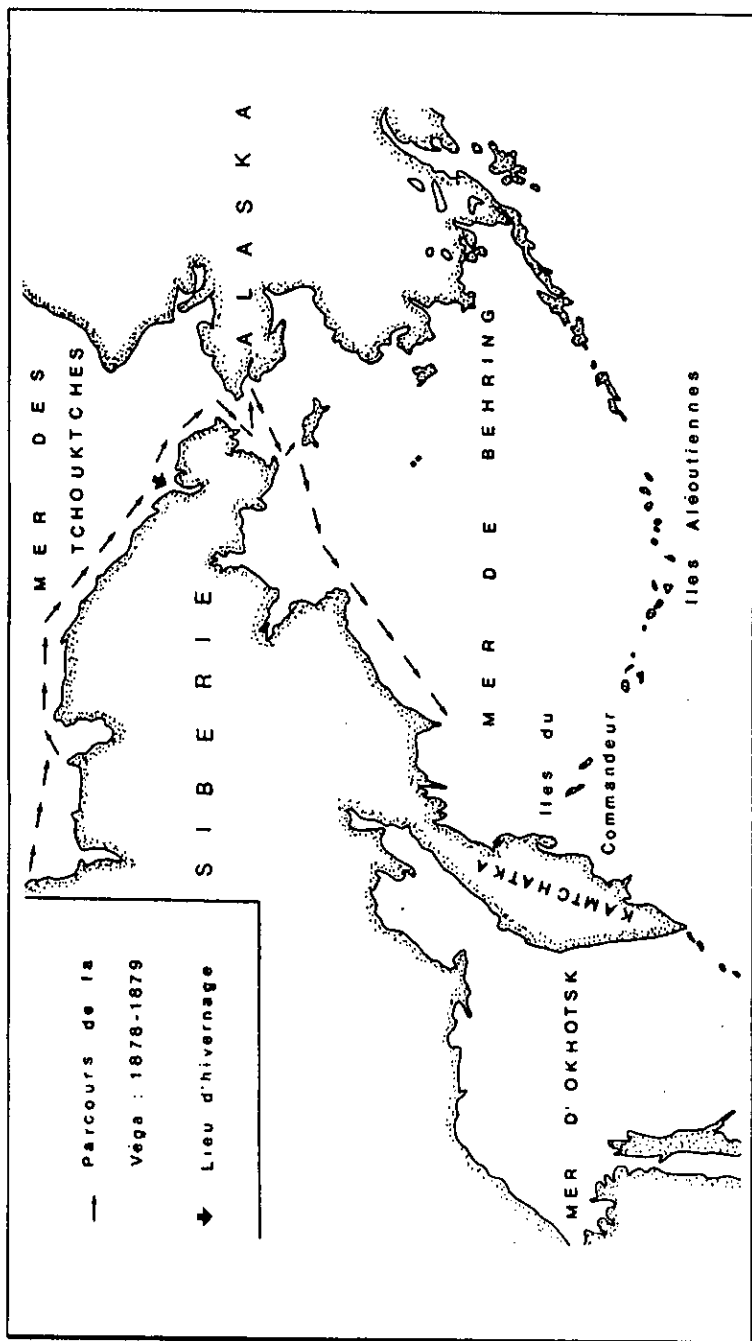 → Parcours de la
Véga : 1878-1879
Lieu d'hivernage
MER DES
TCHOUKTCHES
SIBERIE
ALASKA
MER DE BEHRING
Iles du
Commandeur
KAMTCHATKA
MER D'OKHOTSK
Iles Aléoutiennes